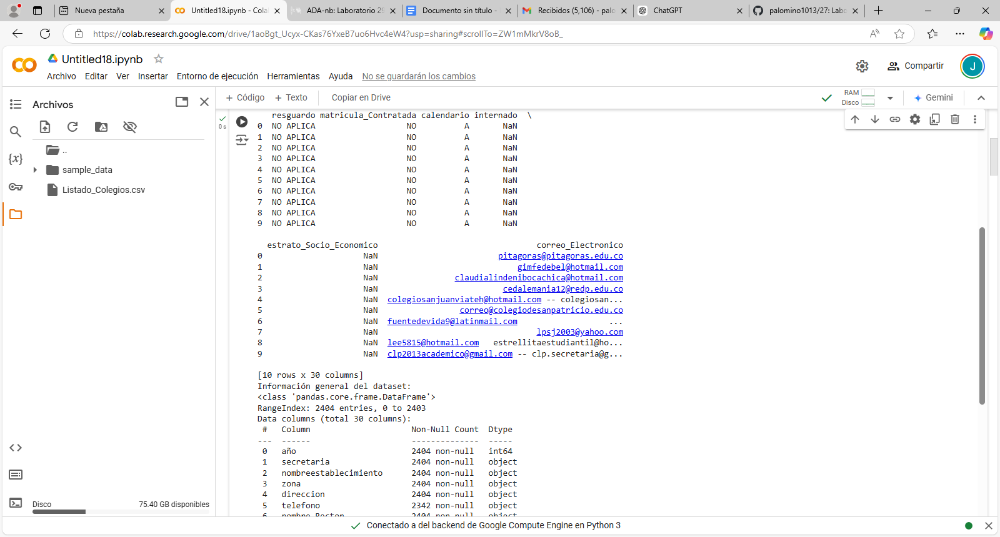 Nueva pestaña
Untitled18.ipynb - Cola
ADA-nb: Laboratorio 29
Documento sin título -
Recibidos (5,106) - palo
ChatGPT
palomino1013/27: Labo
https://colab.research.google.com/drive/1aoBgt_Ucyx-CKas76YxeB7uo6Hvc4eW4?usp=sharing#scrollTo=ZW1mMkrV8oB_
Untitled18.ipynb
Archivo Editar Ver Insertar Entorno de ejecución Herramientas Ayuda No se guardarán los cambios
Compartir
J
Archivos
+ Código + Texto Copiar en Drive
RAM
Disco
Gemini
..
sample_data
Listado_Colegios.csv
Disco 75.40 GB disponibles
0 s
resguardo matricula_Contratada calendario internado \
0 NO APLICA NO A NaN
1 NO APLICA NO A NaN
2 NO APLICA NO A NaN
3 NO APLICA NO A NaN
4 NO APLICA NO A NaN
5 NO APLICA NO A NaN
6 NO APLICA NO A NaN
7 NO APLICA NO A NaN
8 NO APLICA NO A NaN
9 NO APLICA NO A NaN
estrato_Socio_Economico correo_Electronico
0 NaN pitagoras@pitagoras.edu.co
1 NaN gimfedebel@hotmail.com
2 NaN claudialindenibocachica@hotmail.com
3 NaN cedalemania12@redp.edu.co
4 NaN colegiosanjuanviateh@hotmail.com -- colegiosan...
5 NaN correo@colegiodesanpatricio.edu.co
6 NaN fuentedevida9@latinmail.com ...
7 NaN lpsj2003@yahoo.com
8 NaN lee5815@hotmail.com estrellitaestudiantil@ho...
9 NaN clp2013academico@gmail.com -- clp.secretaria@g...
[10 rows x 30 columns]
Información general del dataset:
<class 'pandas.core.frame.DataFrame'>
RangeIndex: 2404 entries, 0 to 2403
Data columns (total 30 columns):
# Column Non-Null Count Dtype
--- ------ -------------- -----
0 año 2404 non-null int64
1 secretaria 2404 non-null object
2 nombreestablecimiento 2404 non-null object
3 zona 2404 non-null object
4 direccion 2404 non-null object
5 telefono 2342 non-null object
6 nombre_Rector 2404 non-null object
Conectado a del backend de Google Compute Engine en Python 3